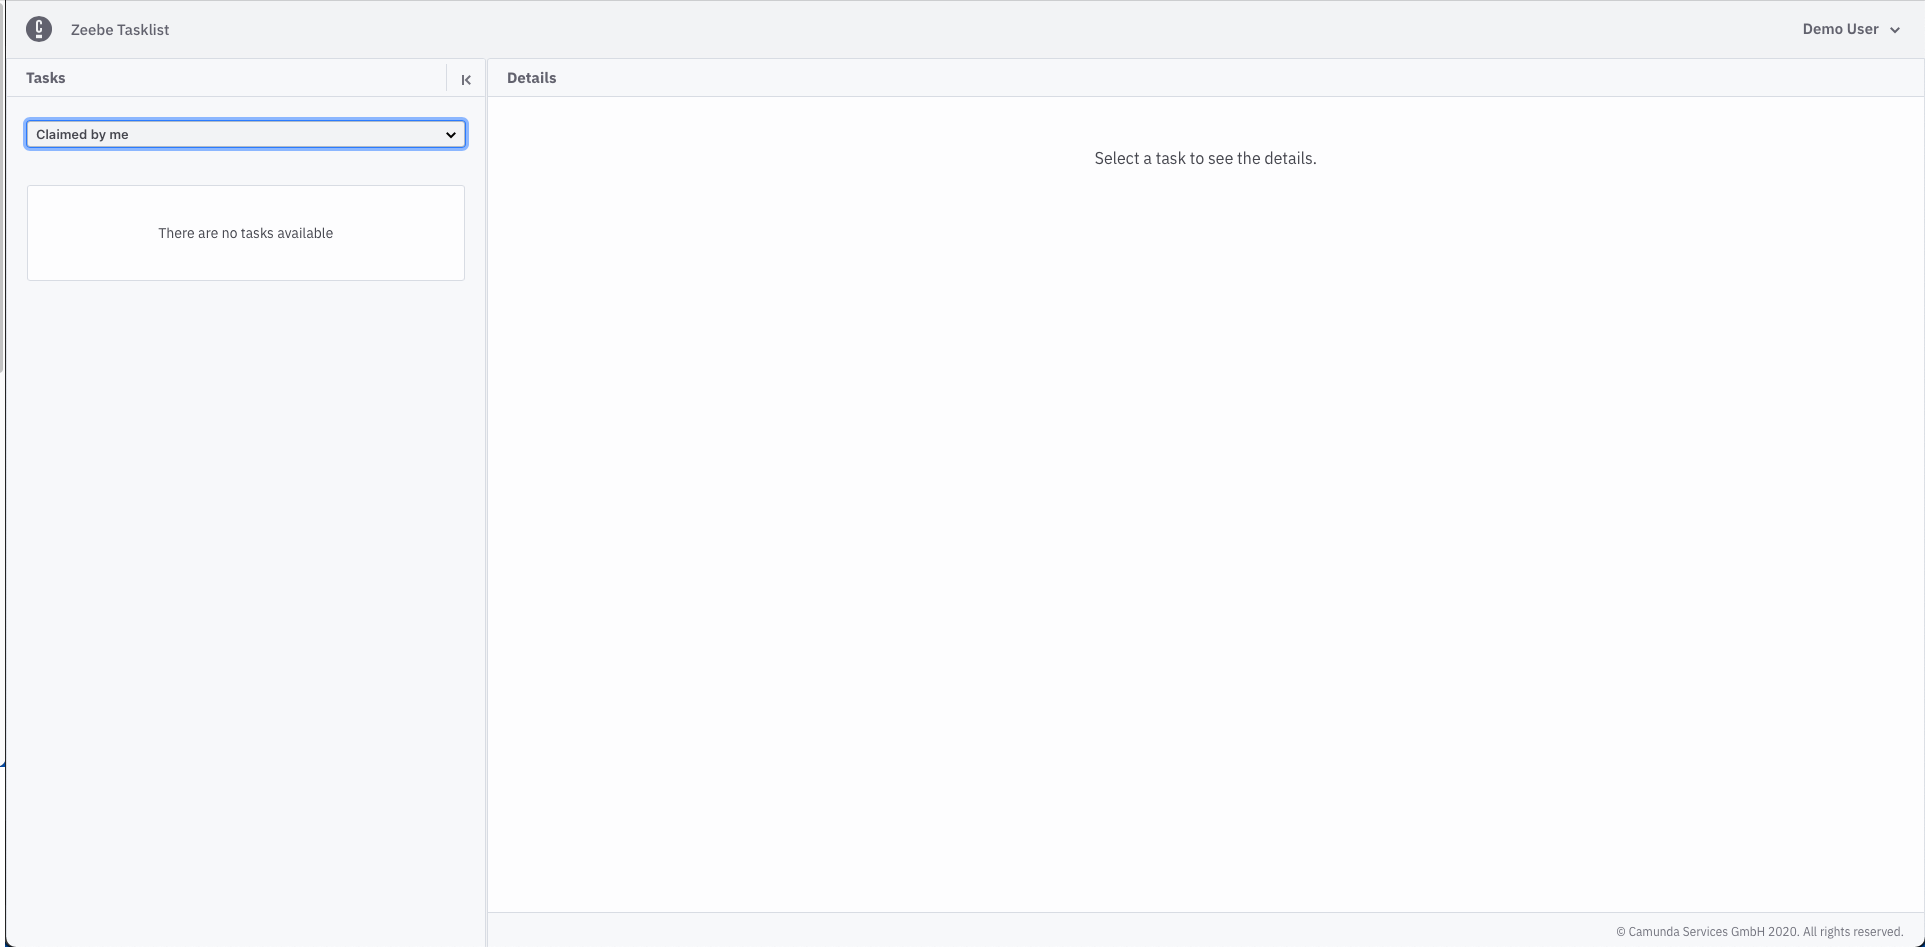 Zeebe Tasklist
Demo User
Tasks
Details
Claimed by me
Select a task to see the details.
There are no tasks available
© Camunda Services GmbH 2020. All rights reserved.